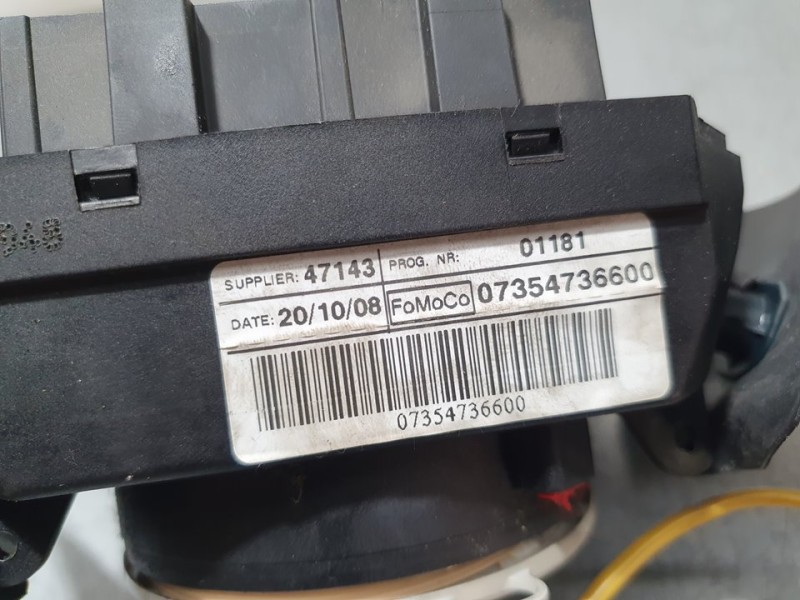 SUPPLIER: 47143 PROG. NR: 01181
DATE: 20/10/08 FoMoCo 07354736600
07354736600